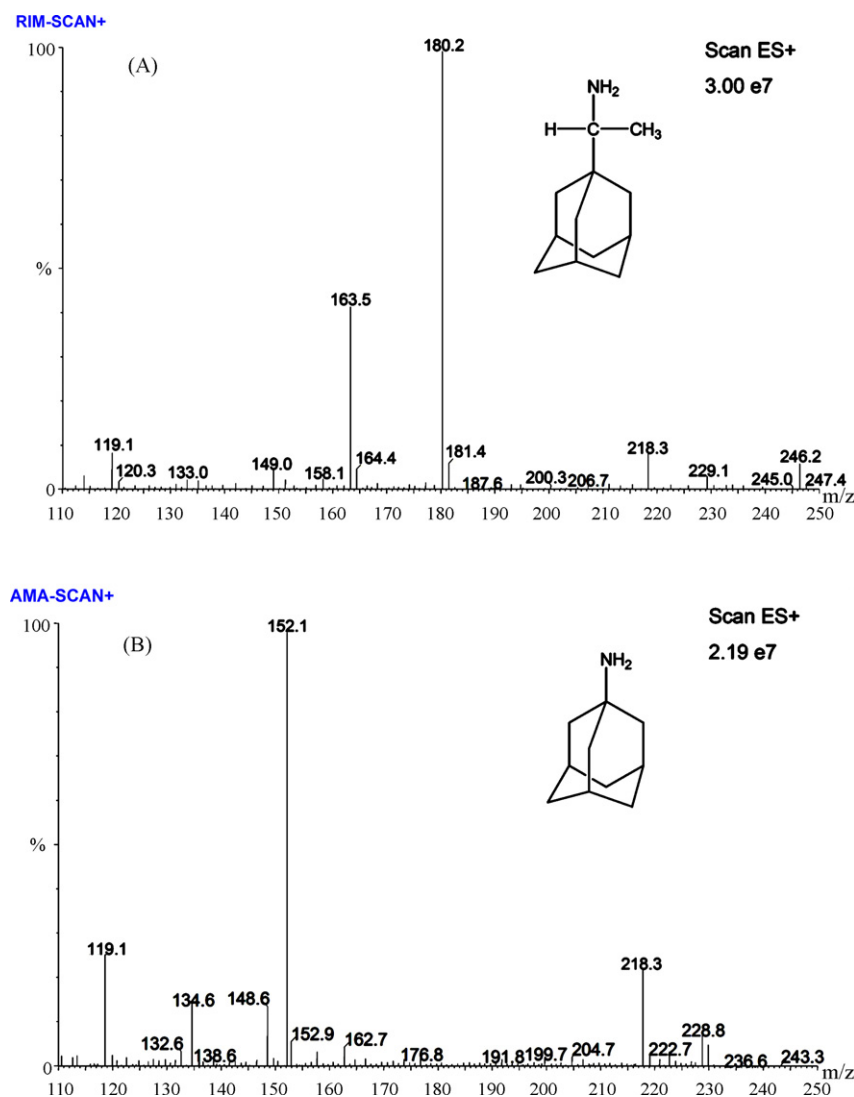 RIM-SCAN+
(A)
Scan ES+
3.00 e7
100
%
0
180.2
163.5
119.1
120.3
133.0
149.0
158.1
164.4
181.4
187.6
200.3
206.7
218.3
229.1
245.0
246.2
247.4
NH2
H C CH3
110 120 130 140 150 160 170 180 190 200 210 220 230 240 250
m/z
AMA-SCAN+
(B)
Scan ES+
2.19 e7
100
%
0
152.1
119.1
132.6
134.6
138.6
148.6
152.9
162.7
176.8
191.8
199.7
204.7
218.3
222.7
228.8
236.6
243.3
NH2
110 120 130 140 150 160 170 180 190 200 210 220 230 240 250
m/z